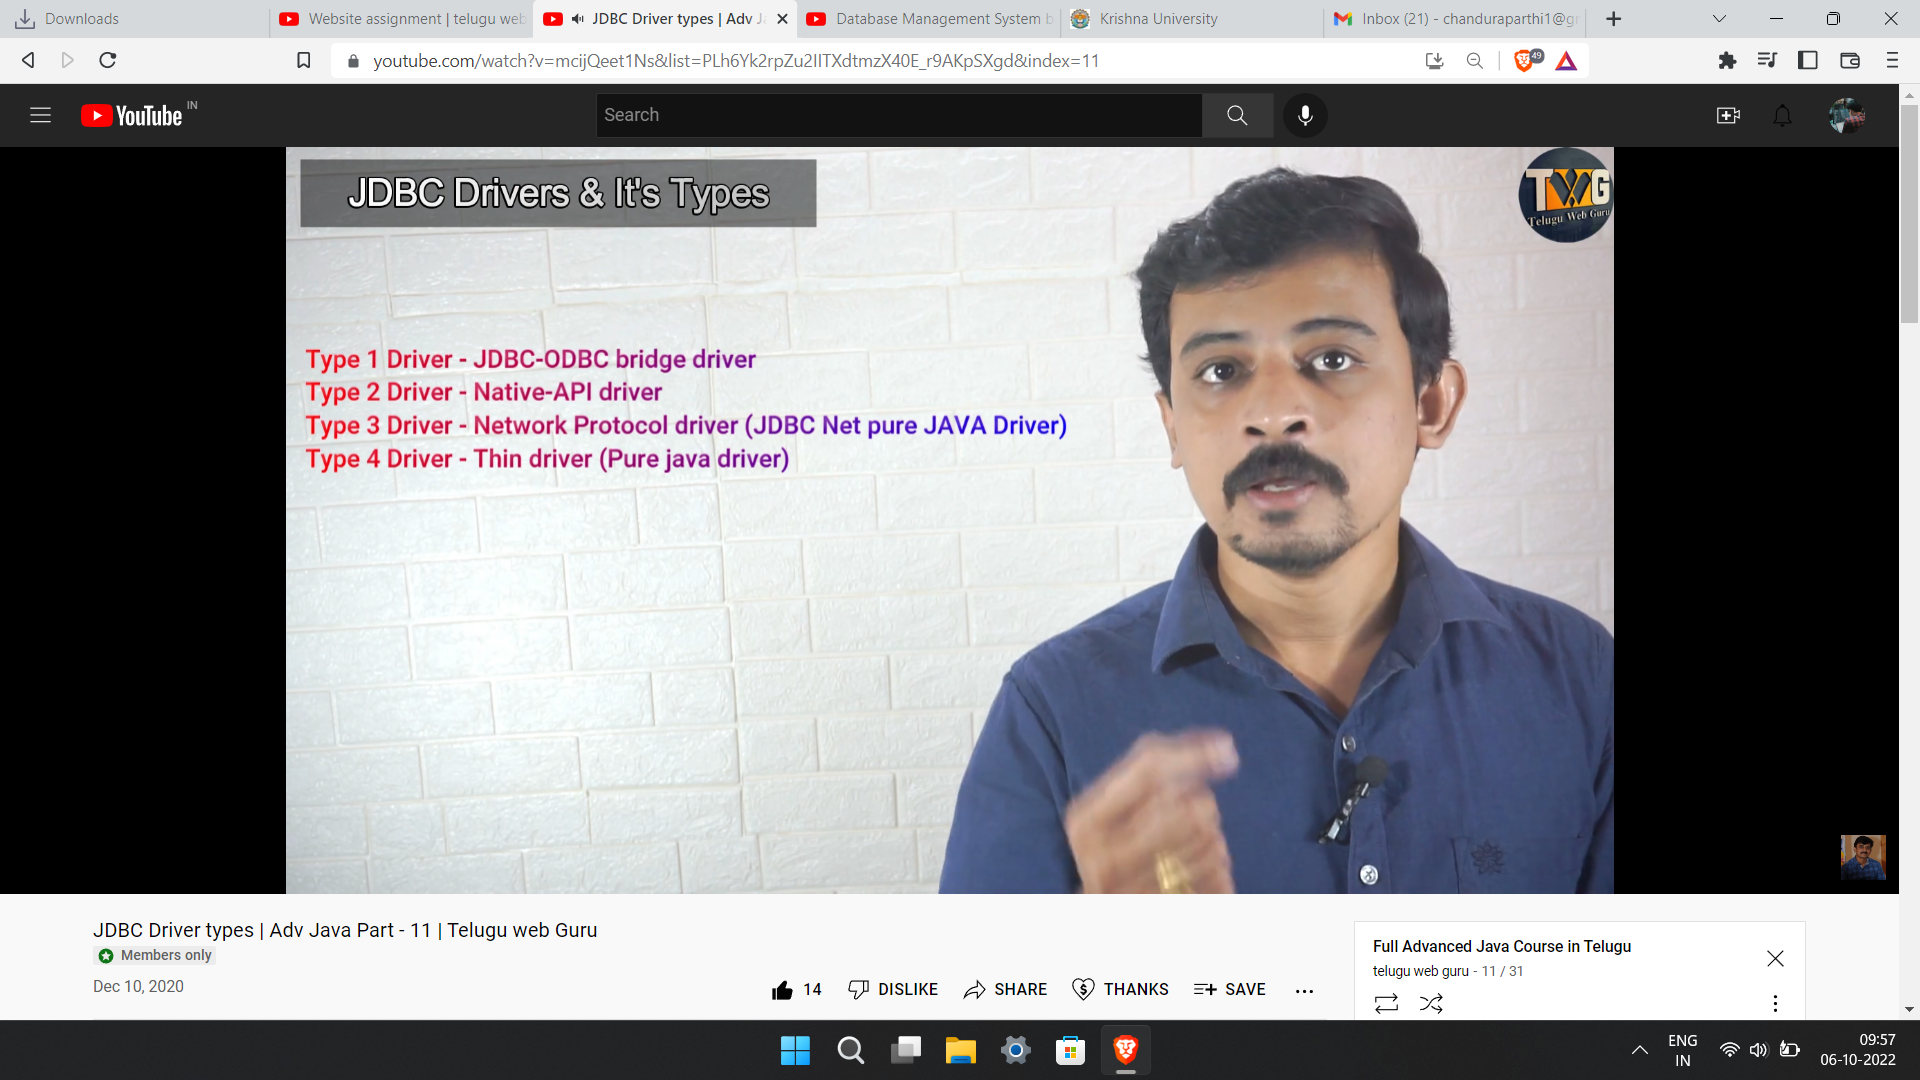 Downloads
Website assignment | telugu web
JDBC Driver types | Adv J
Database Management System b
Krishna University
Inbox (21) - chanduraparthi1@g
youtube.com/watch?v=mcijQeet1Ns&list=PLh6Yk2rpZu2IITXdtmzX40E_r9AKpSXgd&index=11
49
YouTube IN
Search
JDBC Drivers & It's Types
TWG
Telugu Web Guru
Type 1 Driver - JDBC-ODBC bridge driver
Type 2 Driver - Native-API driver
Type 3 Driver - Network Protocol driver (JDBC Net pure JAVA Driver)
Type 4 Driver - Thin driver (Pure java driver)
JDBC Driver types | Adv Java Part - 11 | Telugu web Guru
Members only
Dec 10, 2020
14 DISLIKE SHARE THANKS SAVE
Full Advanced Java Course in Telugu
telugu web guru - 11 / 31
ENG
IN
09:57
06-10-2022